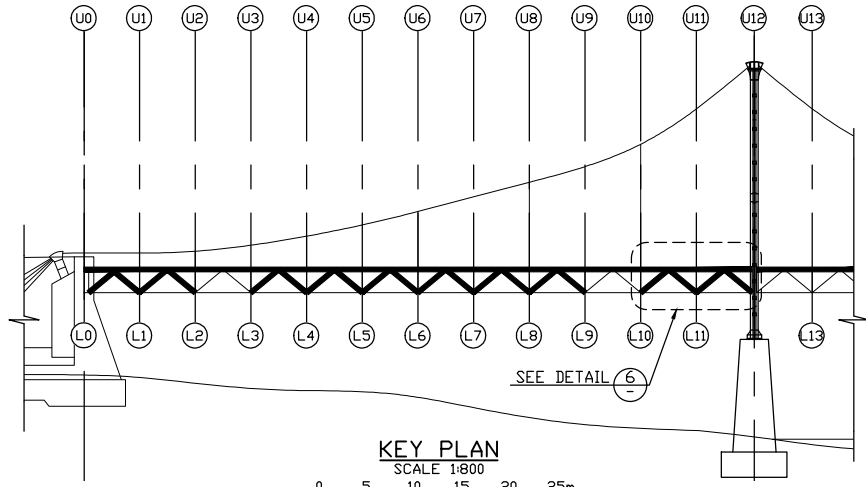 U0 U1 U2 U3 U4 U5 U6 U7 U8 U9 U10 U11 U12 U13
L0 L1 L2 L3 L4 L5 L6 L7 L8 L9 L10 L11 L13
SEE DETAIL 6
-
KEY PLAN
SCALE 1:800
0 5 10 15 20 25m